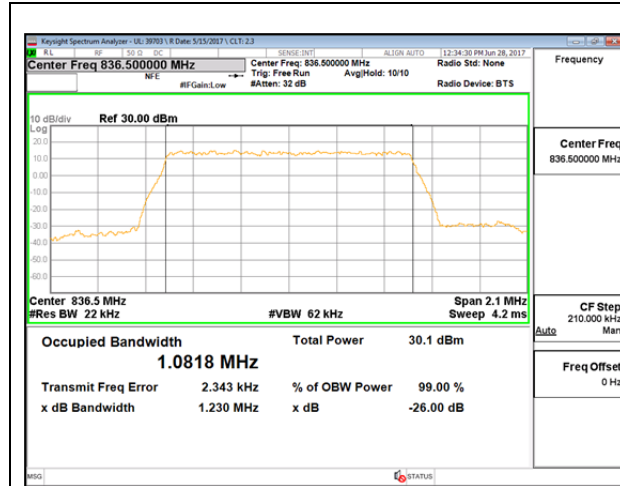 Keysight Spectrum Analyzer - UL: 39703 \ R Date: 5/15/2017 \ CLT: 2.3
RL RF 50 Ω DC SENSE:INT ALIGN AUTO 12:34:30 PM Jun 28, 2017
Center Freq 836.500000 MHz Center Freq: 836.500000 MHz Radio Std: None Frequency
NFE Trig: Free Run Avg|Hold: 10/10
#IFGain:Low #Atten: 32 dB Radio Device: BTS
10 dB/div Ref 30.00 dBm
Log
20.0
10.0
0.00
-10.0
-20.0
-30.0
-40.0
-50.0
-60.0
Center Freq
836.500000 MHz
Center 836.5 MHz Span 2.1 MHz
#Res BW 22 kHz #VBW 62 kHz Sweep 4.2 ms
CF Step
210.000 kHz
Auto Man
Occupied Bandwidth Total Power 30.1 dBm
1.0818 MHz
Transmit Freq Error 2.343 kHz % of OBW Power 99.00 %
x dB Bandwidth 1.230 MHz x dB -26.00 dB
Freq Offset
0 Hz
MSG STATUS